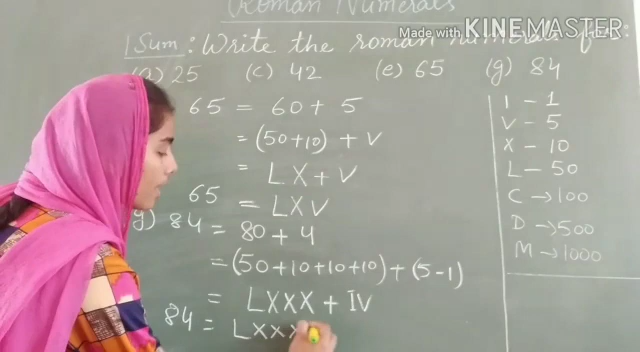 Roman Numerals
Made with KINEMASTER
Sum: Write the roman numerals of:
(a) 25 (c) 42 (e) 65 (g) 84
65 = 60 + 5
= (50+10) + V
= LX + V
65 = LXV
g) 84 = 80 + 4
= (50+10+10+10) + (5-1)
= LXXX + IV
84 = LXXX
I - 1
V - 5
X - 10
L - 50
C → 100
D → 500
M → 1000